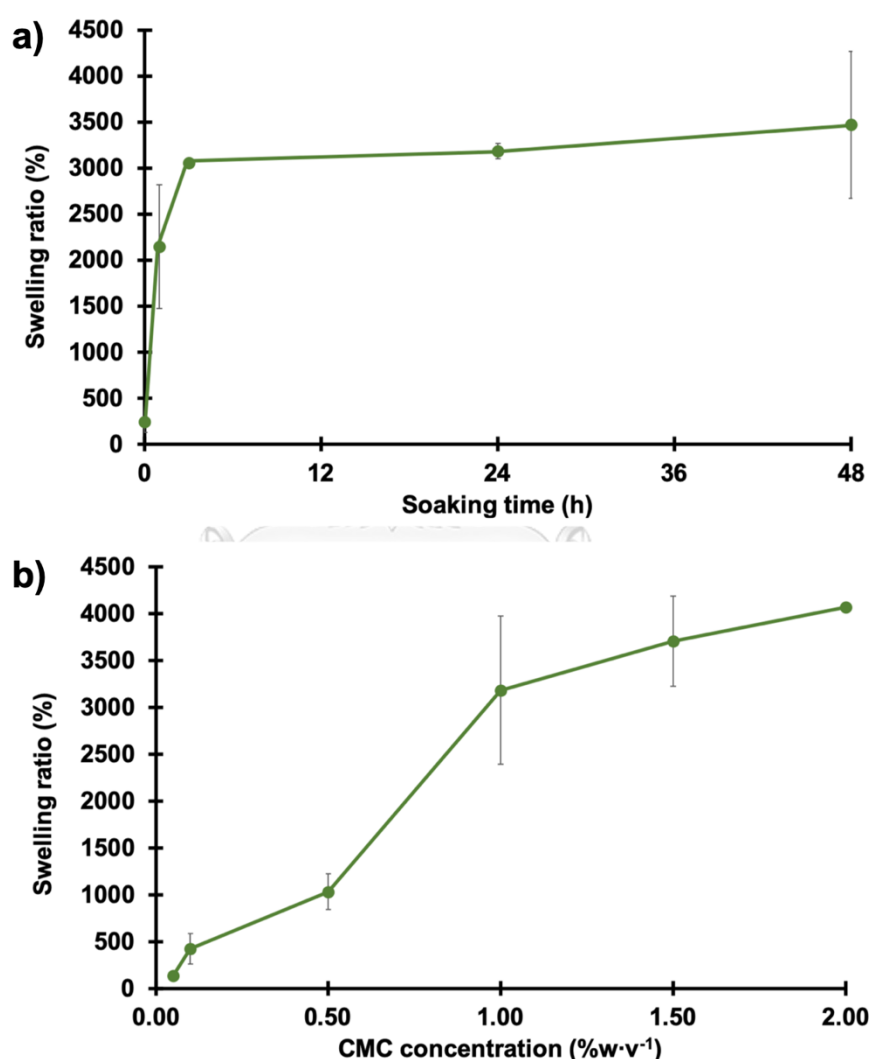 a)
4500
4000
3500
3000
2500
2000
1500
1000
500
0
Swelling ratio (%)
0 12 24 36 48
Soaking time (h)
b)
4500
4000
3500
3000
2500
2000
1500
1000
500
0
Swelling ratio (%)
0.00 0.50 1.00 1.50 2.00
CMC concentration (%w·v⁻¹)